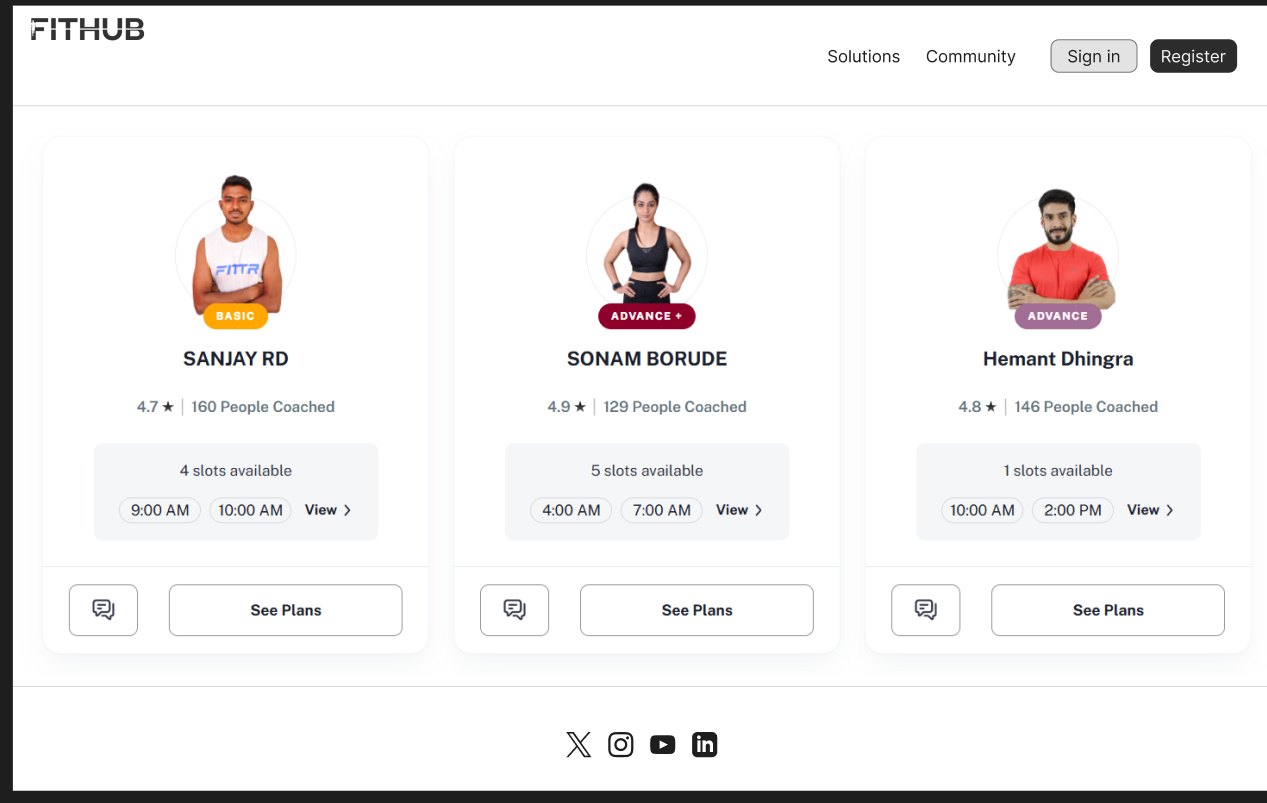 FITHUB
Solutions Community Sign in Register
FITTR
BASIC
SANJAY RD
4.7 ★ | 160 People Coached
4 slots available
9:00 AM 10:00 AM View >
See Plans
ADVANCE +
SONAM BORUDE
4.9 ★ | 129 People Coached
5 slots available
4:00 AM 7:00 AM View >
See Plans
ADVANCE
Hemant Dhingra
4.8 ★ | 146 People Coached
1 slots available
10:00 AM 2:00 PM View >
See Plans
in